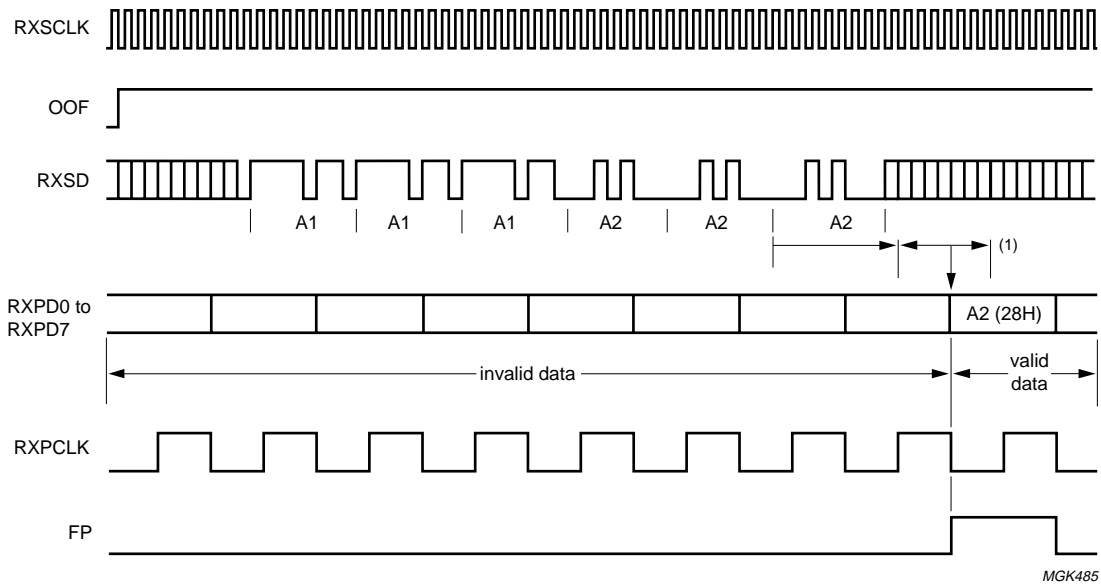 RXSCLK
OOF
RXSD
A1 A1 A1 A2 A2 A2
(1)
RXPD0 to
RXPD7
A2 (28H)
invalid data
valid
data
RXPCLK
FP
MGK485